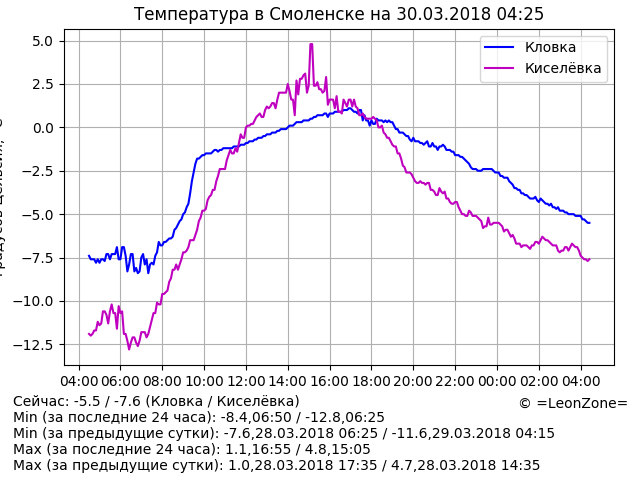 Температура в Смоленске на 30.03.2018 04:25
Кловка
Киселёвка
5.0
2.5
0.0
−2.5
−5.0
−7.5
−10.0
−12.5
04:00 06:00 08:00 10:00 12:00 14:00 16:00 18:00 20:00 22:00 00:00 02:00 04:00
Сейчас: -5.5 / -7.6 (Кловка / Киселёвка)
© =LeonZone=
Min (за последние 24 часа): -8.4,06:50 / -12.8,06:25
Min (за предыдущие сутки): -7.6,28.03.2018 06:25 / -11.6,29.03.2018 04:15
Max (за последние 24 часа): 1.1,16:55 / 4.8,15:05
Max (за предыдущие сутки): 1.0,28.03.2018 17:35 / 4.7,28.03.2018 14:35